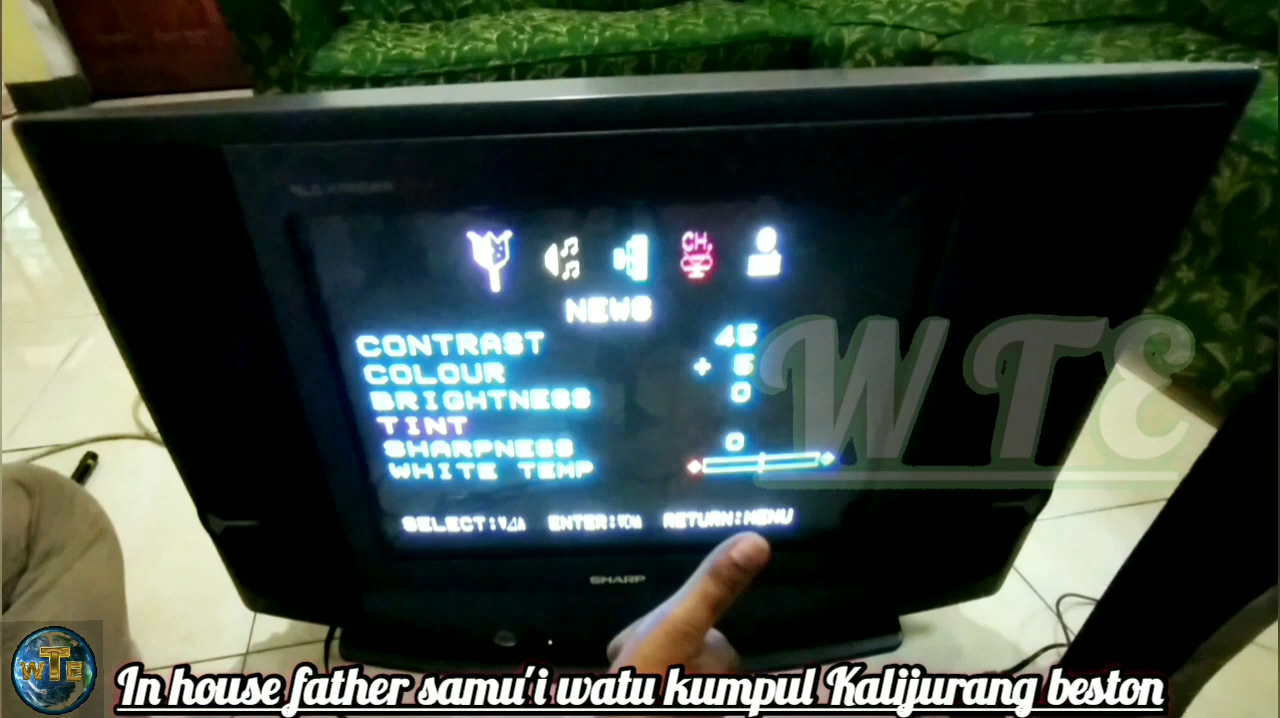 CH.
NEWS
CONTRAST 45
COLOUR + 5
BRIGHTNESS 0
TINT
SHARPNESS 0
WHITE TEMP
SELECT: ENTER: RETURN:MENU
SHARP
WTE
WTE
In house father samu'i watu kumpul Kalijurang beston